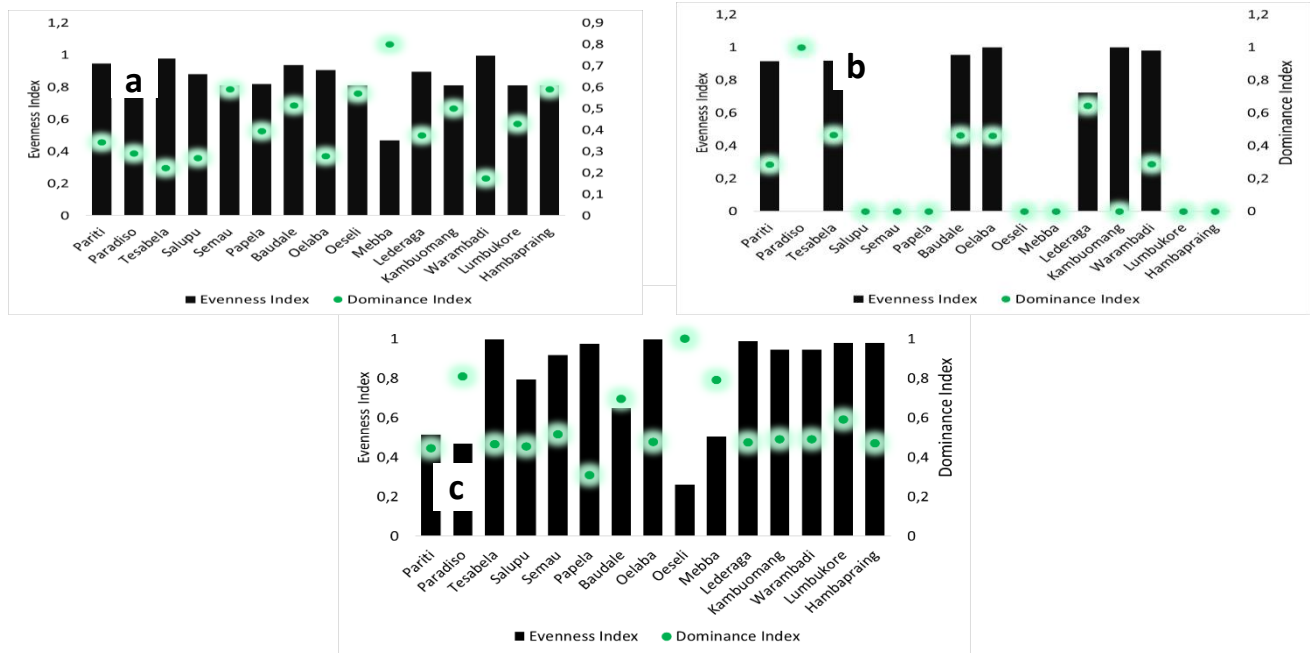 a
1,2
1
0,8
0,6
0,4
0,2
0
Evenness Index
0,9
0,8
0,7
0,6
0,5
0,4
0,3
0,2
0,1
0
Pariti
Paradiso
Tesabela
Salupu
Semau
Papela
Baudale
Oelaba
Oeseli
Mebba
Lederaga
Kambuomang
Warambadi
Lumbukore
Hambapraing
Evenness Index Dominance Index
b
1,2
1
0,8
0,6
0,4
0,2
0
Evenness Index
1,2
1
0,8
0,6
0,4
0,2
0
Dominance Index
Pariti
Paradiso
Tesabela
Salupu
Semau
Papela
Baudale
Oelaba
Oeseli
Mebba
Lederaga
Kambuomang
Warambadi
Lumbukore
Hambapraing
Evenness Index Dominance Index
c
1
0,8
0,6
0,4
0,2
0
Evenness Index
1
0,8
0,6
0,4
0,2
0
Dominance Index
Pariti
Paradiso
Tesabela
Salupu
Semau
Papela
Baudale
Oelaba
Oeseli
Mebba
Lederaga
Kambuomang
Warambadi
Lumbukore
Hambapraing
Evenness Index Dominance Index